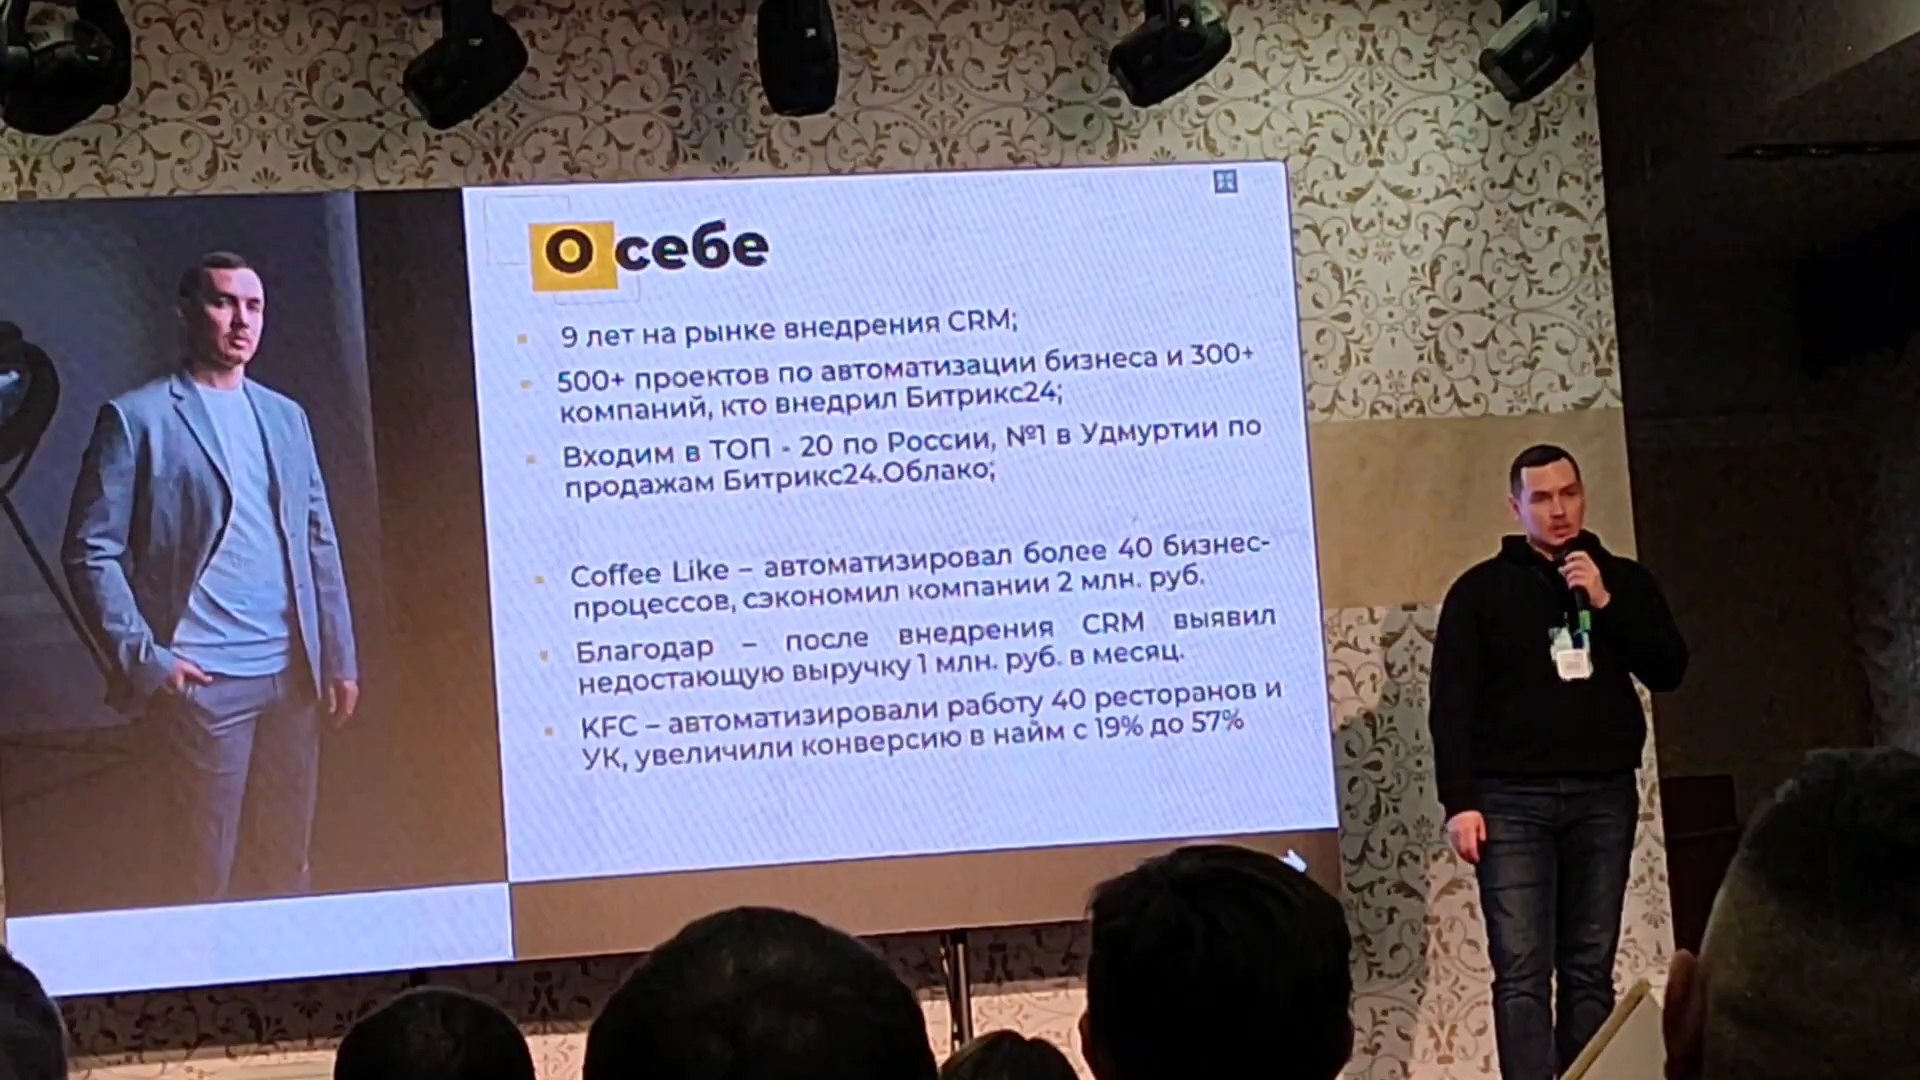 О себе
9 лет на рынке внедрения CRM;
500+ проектов по автоматизации бизнеса и 300+
компаний, кто внедрил Битрикс24;
Входим в ТОП - 20 по России, №1 в Удмуртии по
продажам Битрикс24.Облако;
Coffee Like – автоматизировал более 40 бизнес-
процессов, сэкономил компании 2 млн. руб.
Благодар – после внедрения CRM выявил
недостающую выручку 1 млн. руб. в месяц.
KFC – автоматизировали работу 40 ресторанов и
УК, увеличили конверсию в найм с 19% до 57%